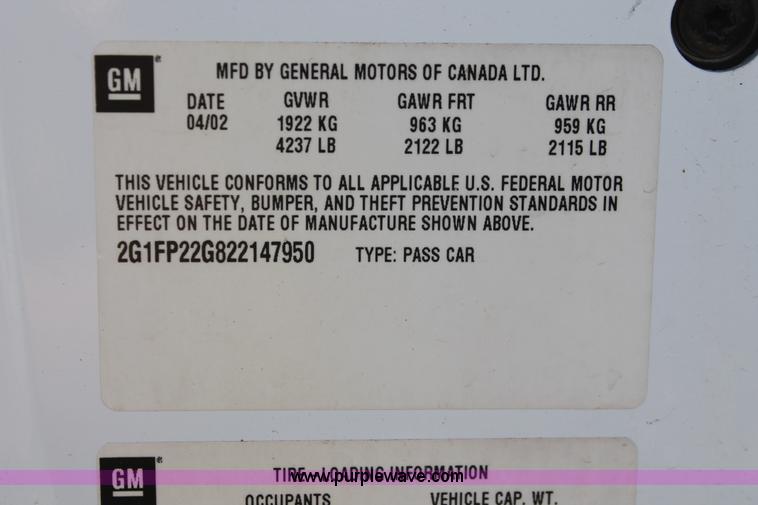 GM
MFD BY GENERAL MOTORS OF CANADA LTD.
DATE GVWR GAWR FRT GAWR RR
04/02 1922 KG 963 KG 959 KG
4237 LB 2122 LB 2115 LB
THIS VEHICLE CONFORMS TO ALL APPLICABLE U.S. FEDERAL MOTOR
VEHICLE SAFETY, BUMPER, AND THEFT PREVENTION STANDARDS IN
EFFECT ON THE DATE OF MANUFACTURE SHOWN ABOVE.
2G1FP22G822147950 TYPE: PASS CAR
GM
TIRE-LOADING INFORMATION
www.purplewave.com
OCCUPANTS VEHICLE CAP. WT.